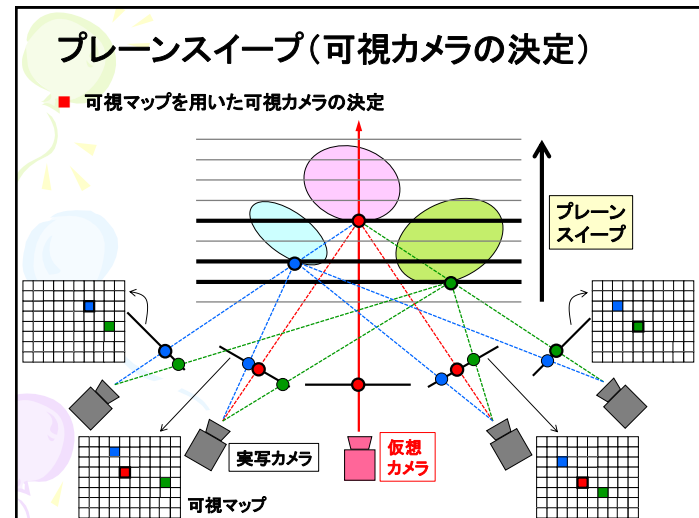 プレーンスイープ(可視カメラの決定)
可視マップを用いた可視カメラの決定
プレーン
スイープ
実写カメラ
仮想
カメラ
可視マップ